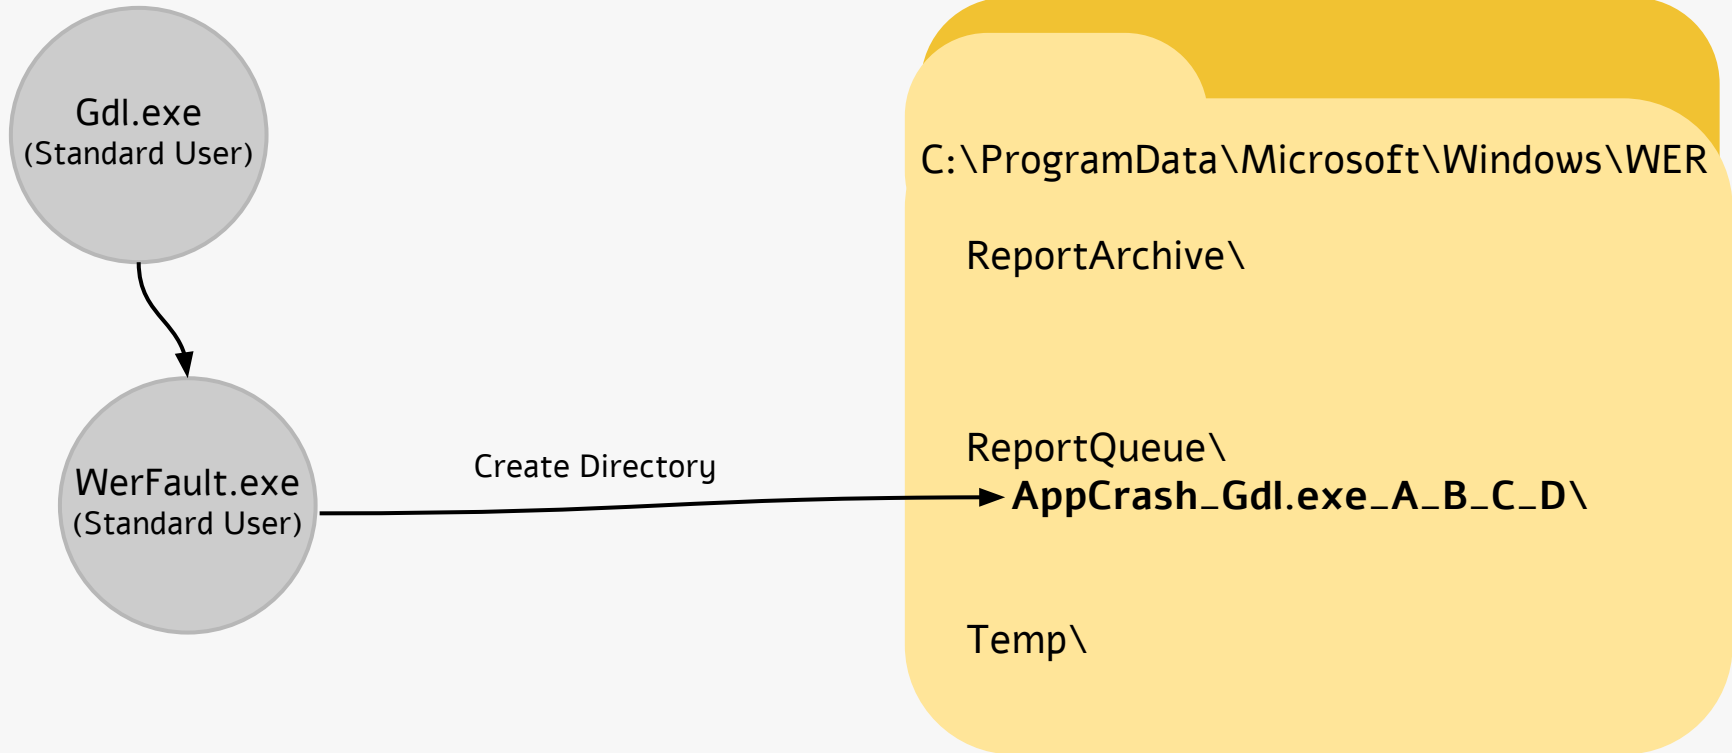 Gdl.exe
(Standard User)
WerFault.exe
(Standard User)
Create Directory
C:\ProgramData\Microsoft\Windows\WER
ReportArchive\
ReportQueue\
AppCrash_Gdl.exe_A_B_C_D\
Temp\